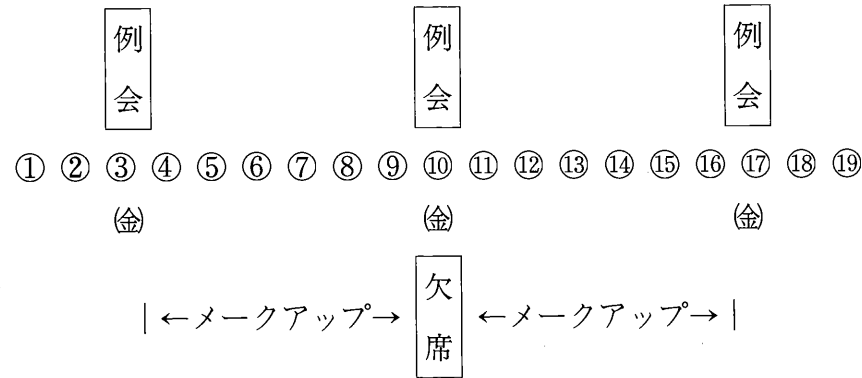 例会 例会 例会
① ② ③ ④ ⑤ ⑥ ⑦ ⑧ ⑨ ⑩ ⑪ ⑫ ⑬ ⑭ ⑮ ⑯ ⑰ ⑱ ⑲
㈮ ㈮ ㈮
|←メークアップ→ 欠席 ←メークアップ→|